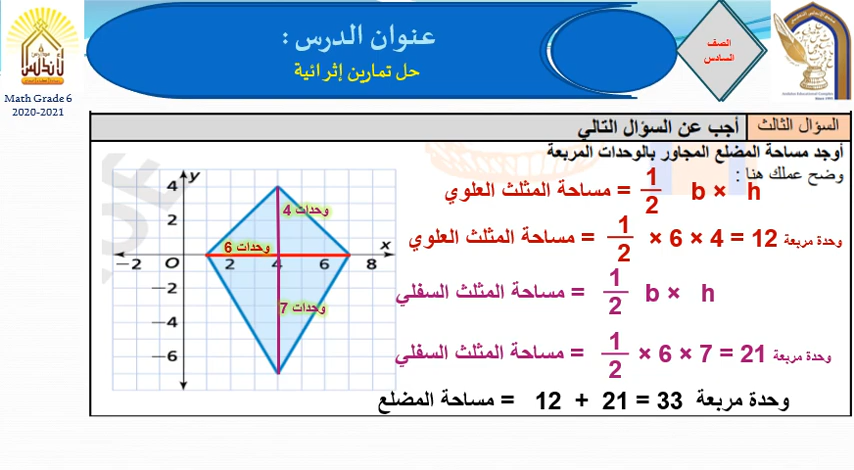 عنوان الدرس :
حل تمارين إثرائية
الصف
السادس
Math Grade 6
2020-2021
السؤال الثالث
أجب عن السؤال التالي
أوجد مساحة المضلع المجاور بالوحدات المربعة
وضح عملك هنا :
مساحة المثلث العلوي = 1/2 b × h
مساحة المثلث العلوي = 1/2 × 6 × 4 = 12 وحدة مربعة
مساحة المثلث السفلي = 1/2 b × h
مساحة المثلث السفلي = 1/2 × 6 × 7 = 21 وحدة مربعة
مساحة المضلع = 12 + 21 = 33 وحدة مربعة
y
4
2
4 وحدات
6 وحدات
x
−2 O 2 4 6 8
−2
−4
−6
7 وحدات